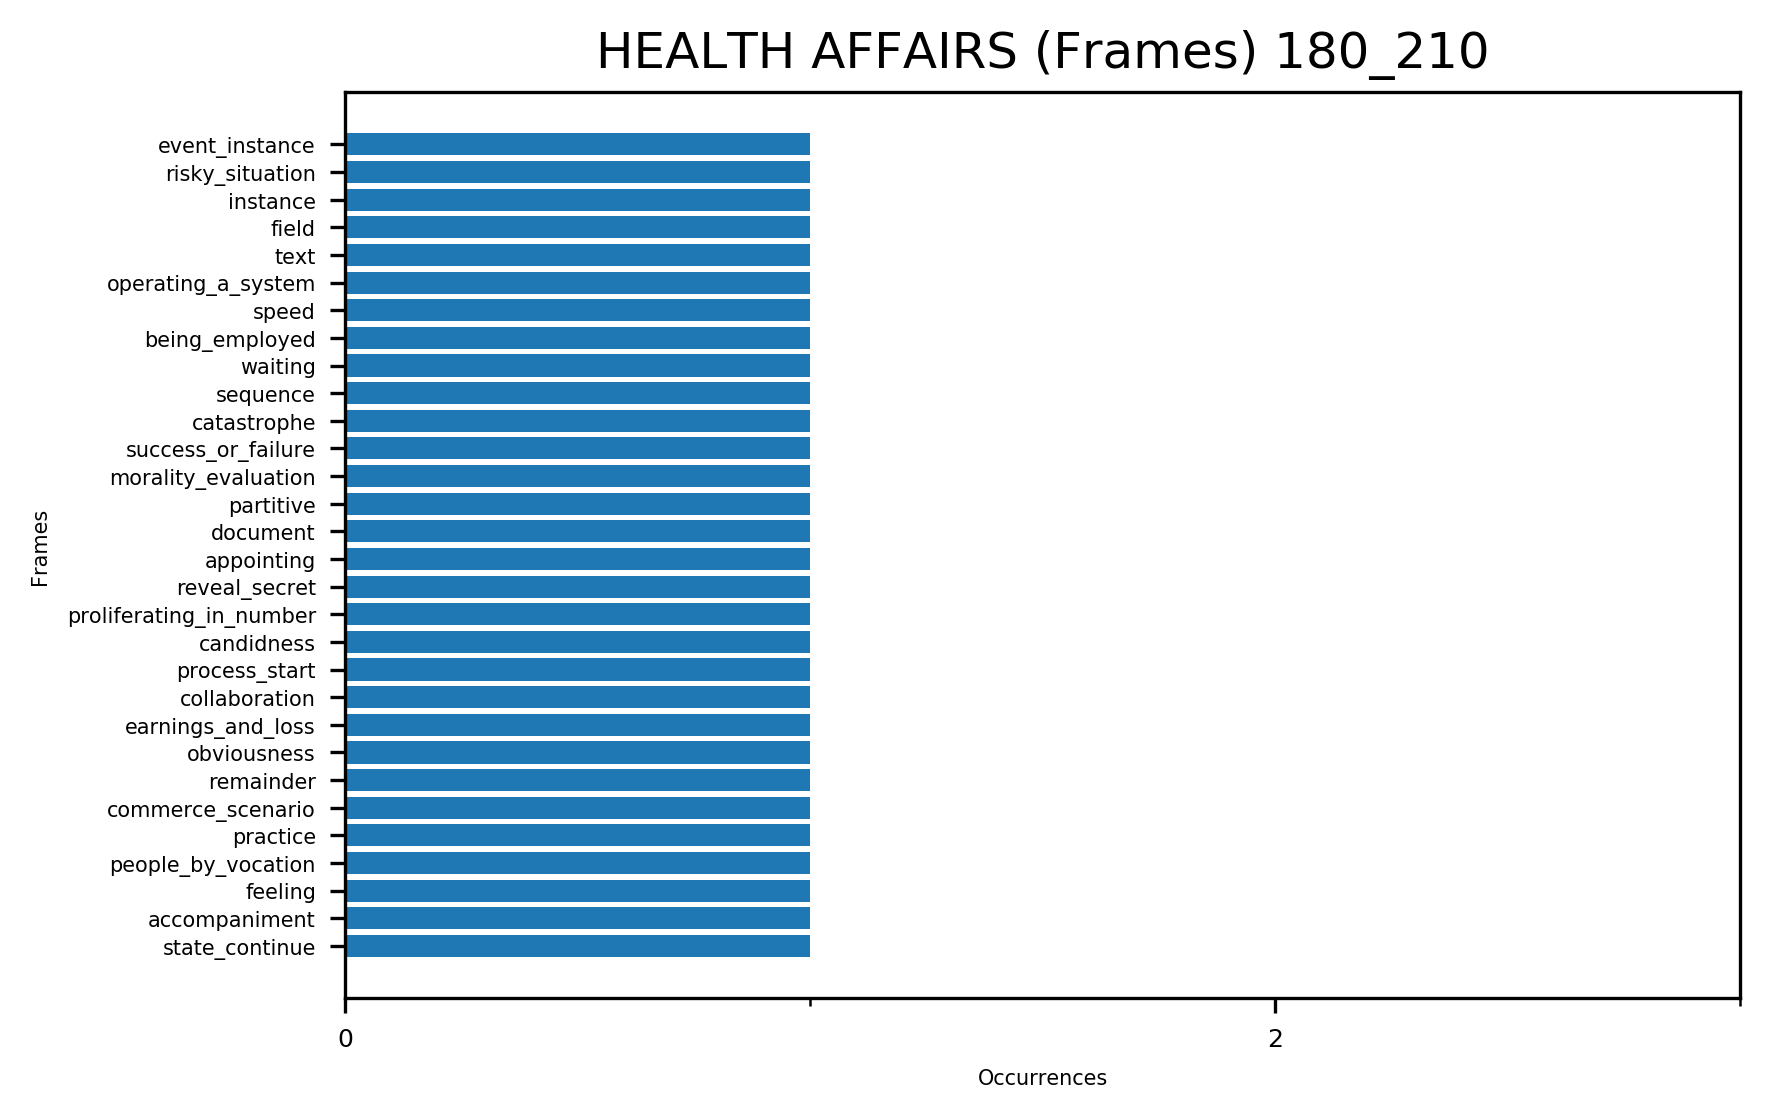 HEALTH AFFAIRS (Frames) 180_210
event_instance
risky_situation
instance
field
text
operating_a_system
speed
being_employed
waiting
sequence
catastrophe
success_or_failure
morality_evaluation
partitive
document
appointing
reveal_secret
proliferating_in_number
candidness
process_start
collaboration
earnings_and_loss
obviousness
remainder
commerce_scenario
practice
people_by_vocation
feeling
accompaniment
state_continue
Frames
0 2
Occurrences